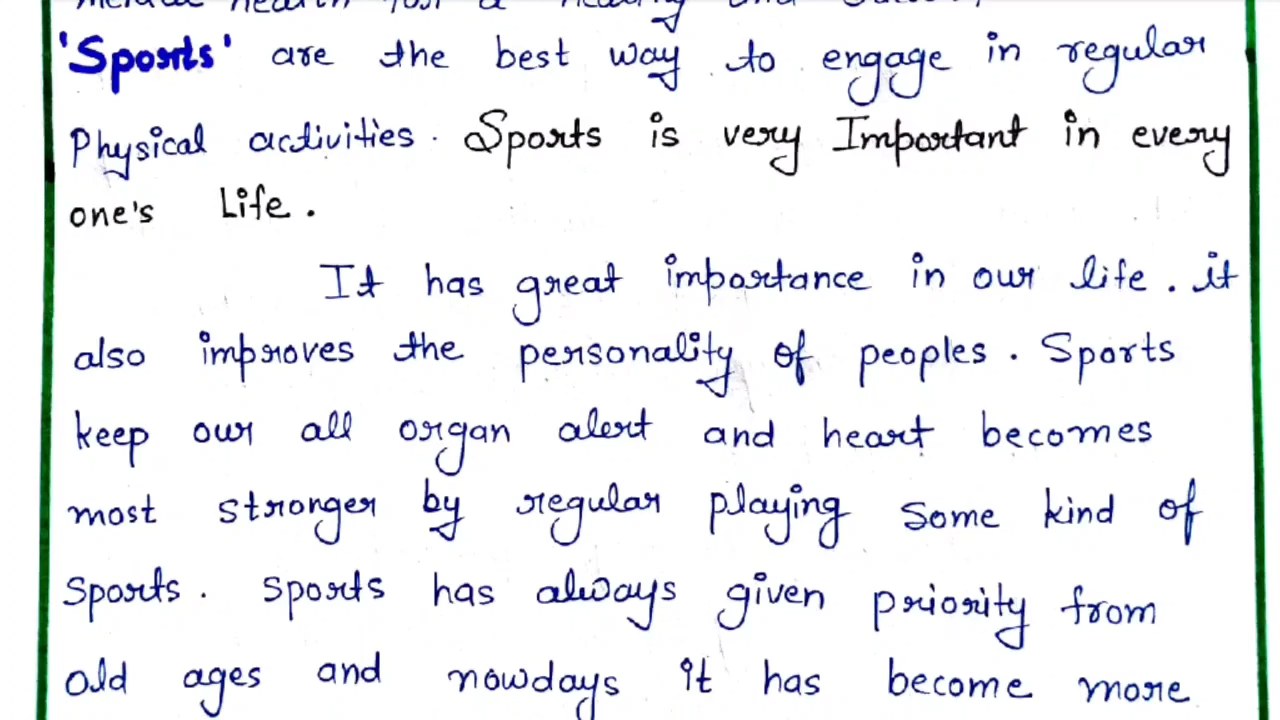 'Sports' are the best way to engage in regular
Physical activities. Sports is very Important in every
one's Life.
It has great importance in our life. it
also improves the personality of peoples. Sports
keep our all organ alert and heart becomes
most stronger by regular playing some kind of
Sports. Sports has always given priority from
old ages and nowdays it has become more